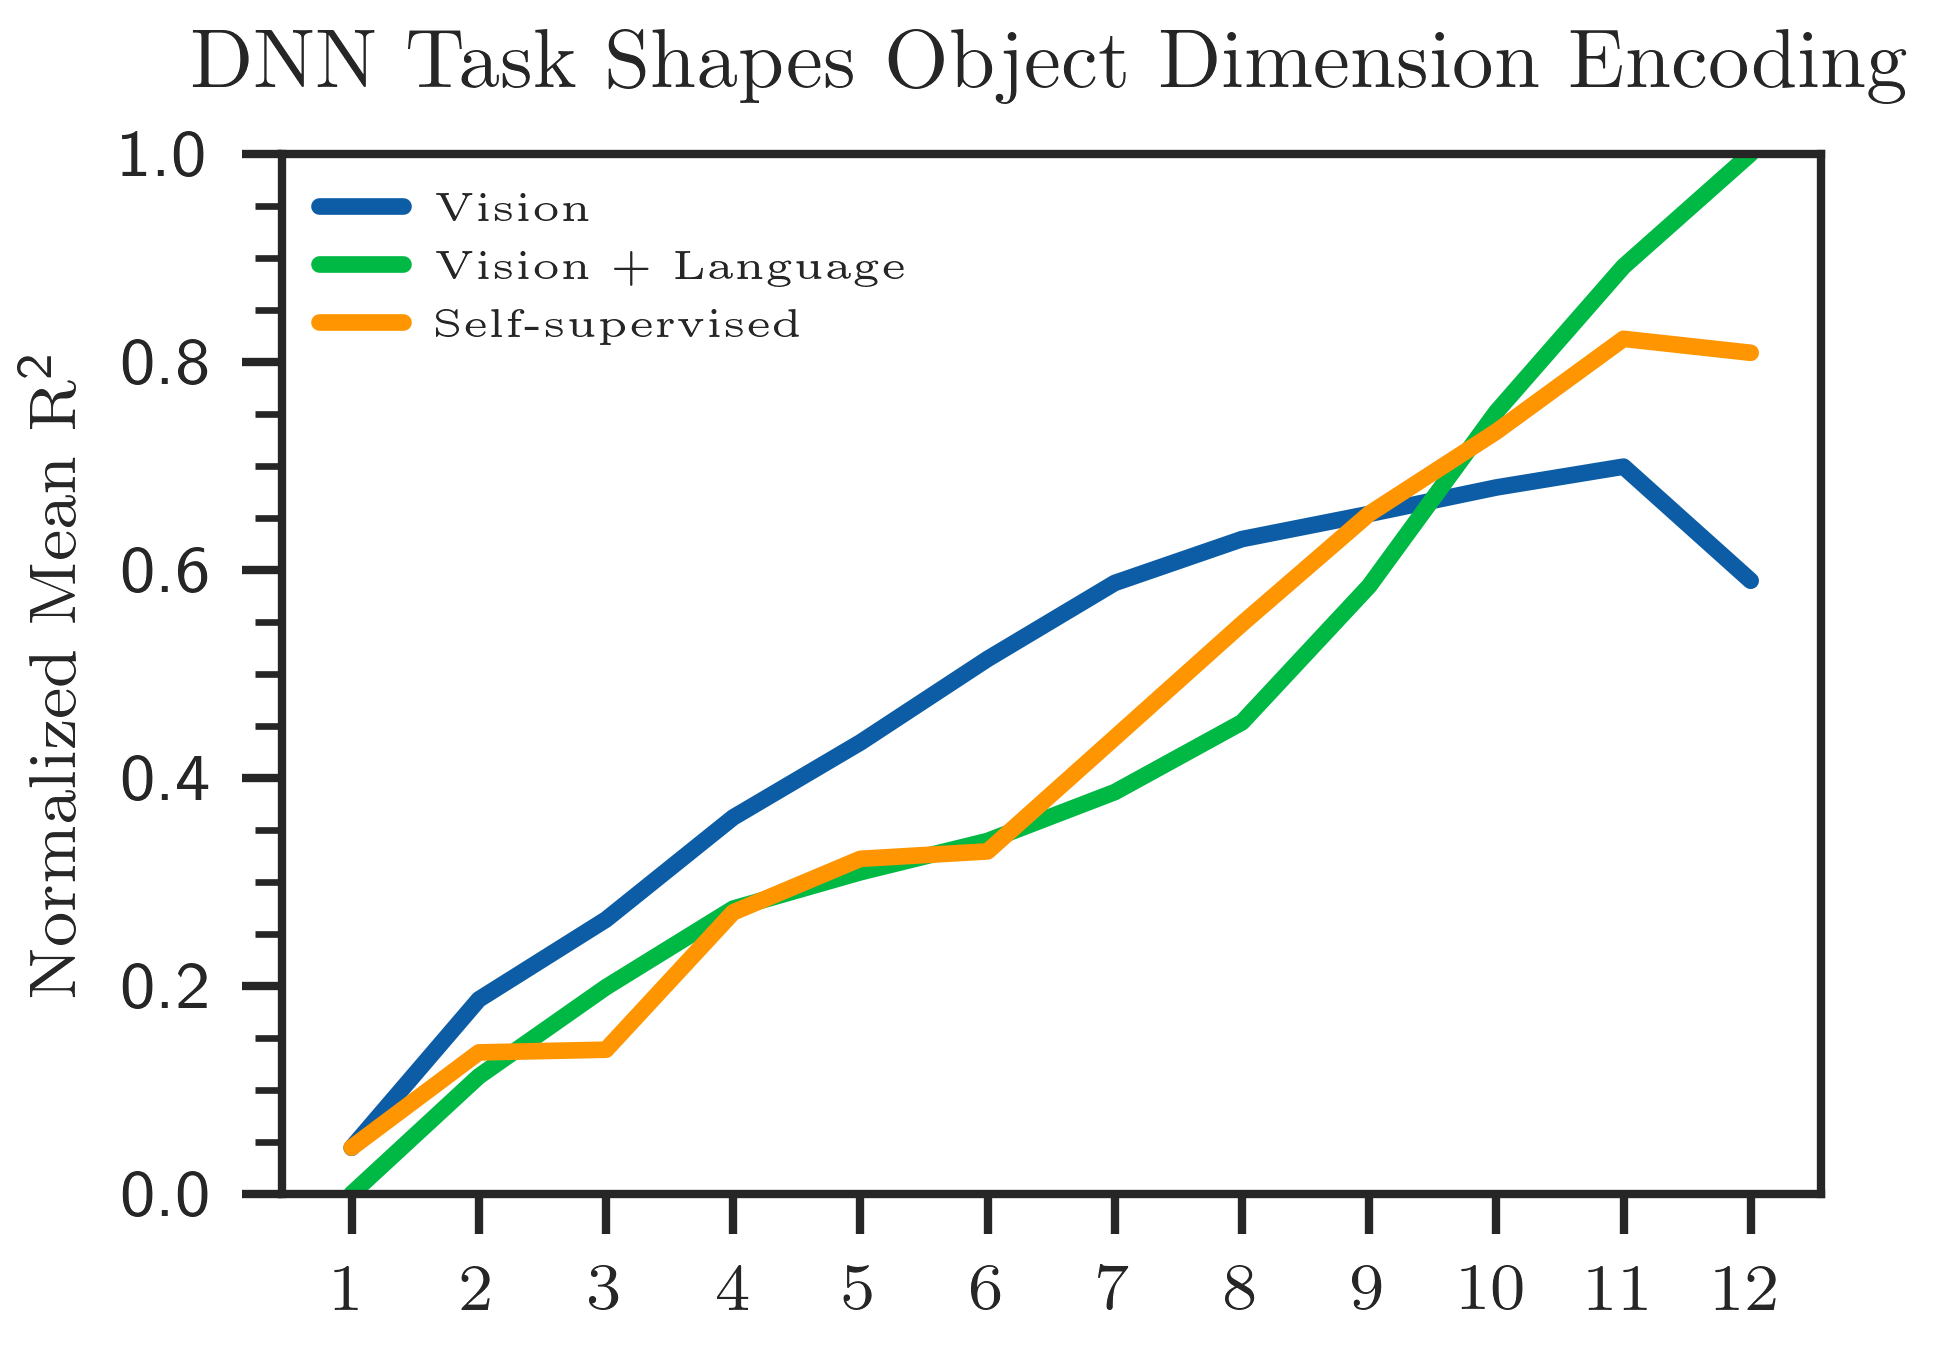 DNN Task Shapes Object Dimension Encoding
Normalized Mean R²
1.0
0.8
0.6
0.4
0.2
0.0
Vision
Vision + Language
Self-supervised
1 2 3 4 5 6 7 8 9 10 11 12